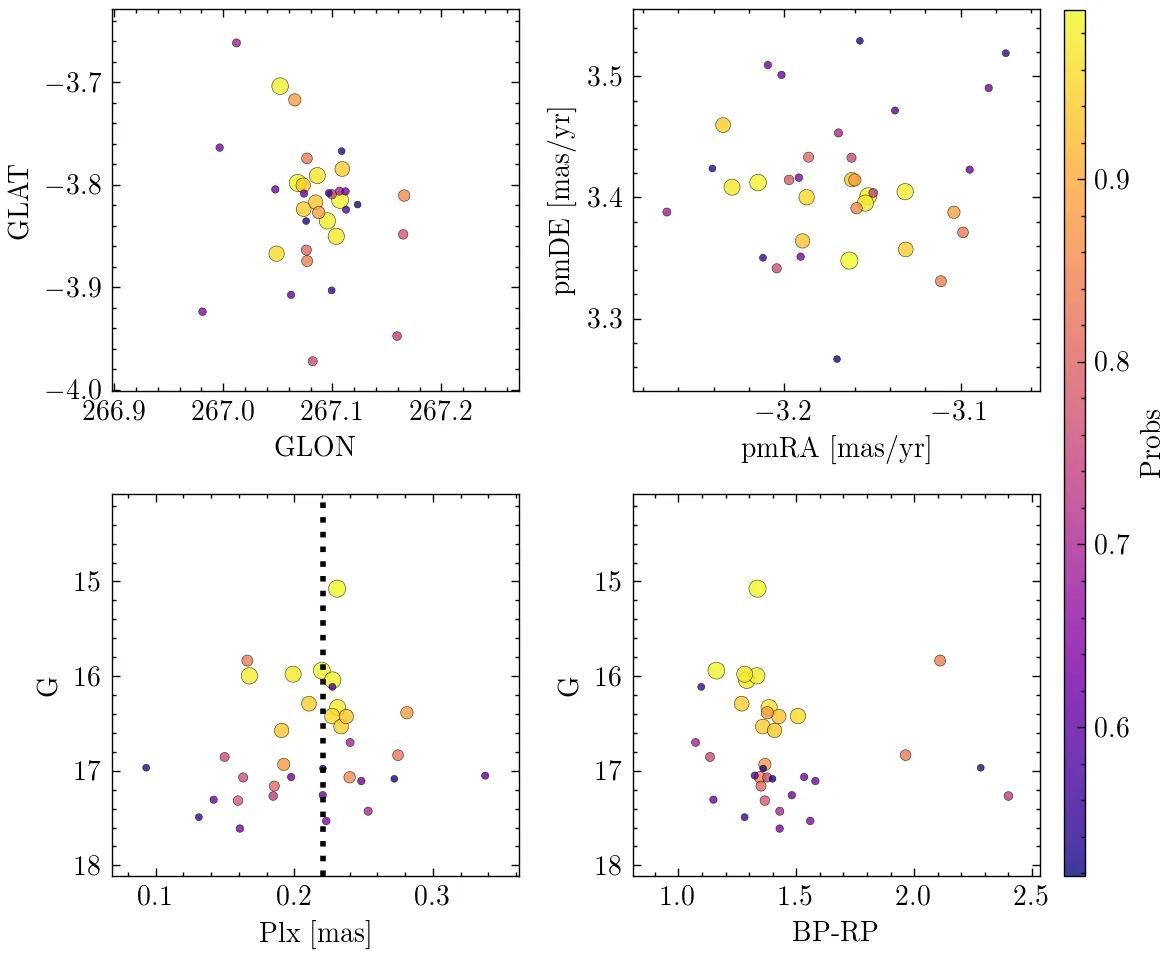 −3.7
−3.8
−3.9
−4.0
GLAT
266.9 267.0 267.1 267.2
GLON
3.5
3.4
3.3
pmDE [mas/yr]
−3.2 −3.1
pmRA [mas/yr]
15
16
17
18
G
0.1 0.2 0.3
Plx [mas]
15
16
17
18
G
1.0 1.5 2.0 2.5
BP-RP
0.9
0.8
0.7
0.6
Probs